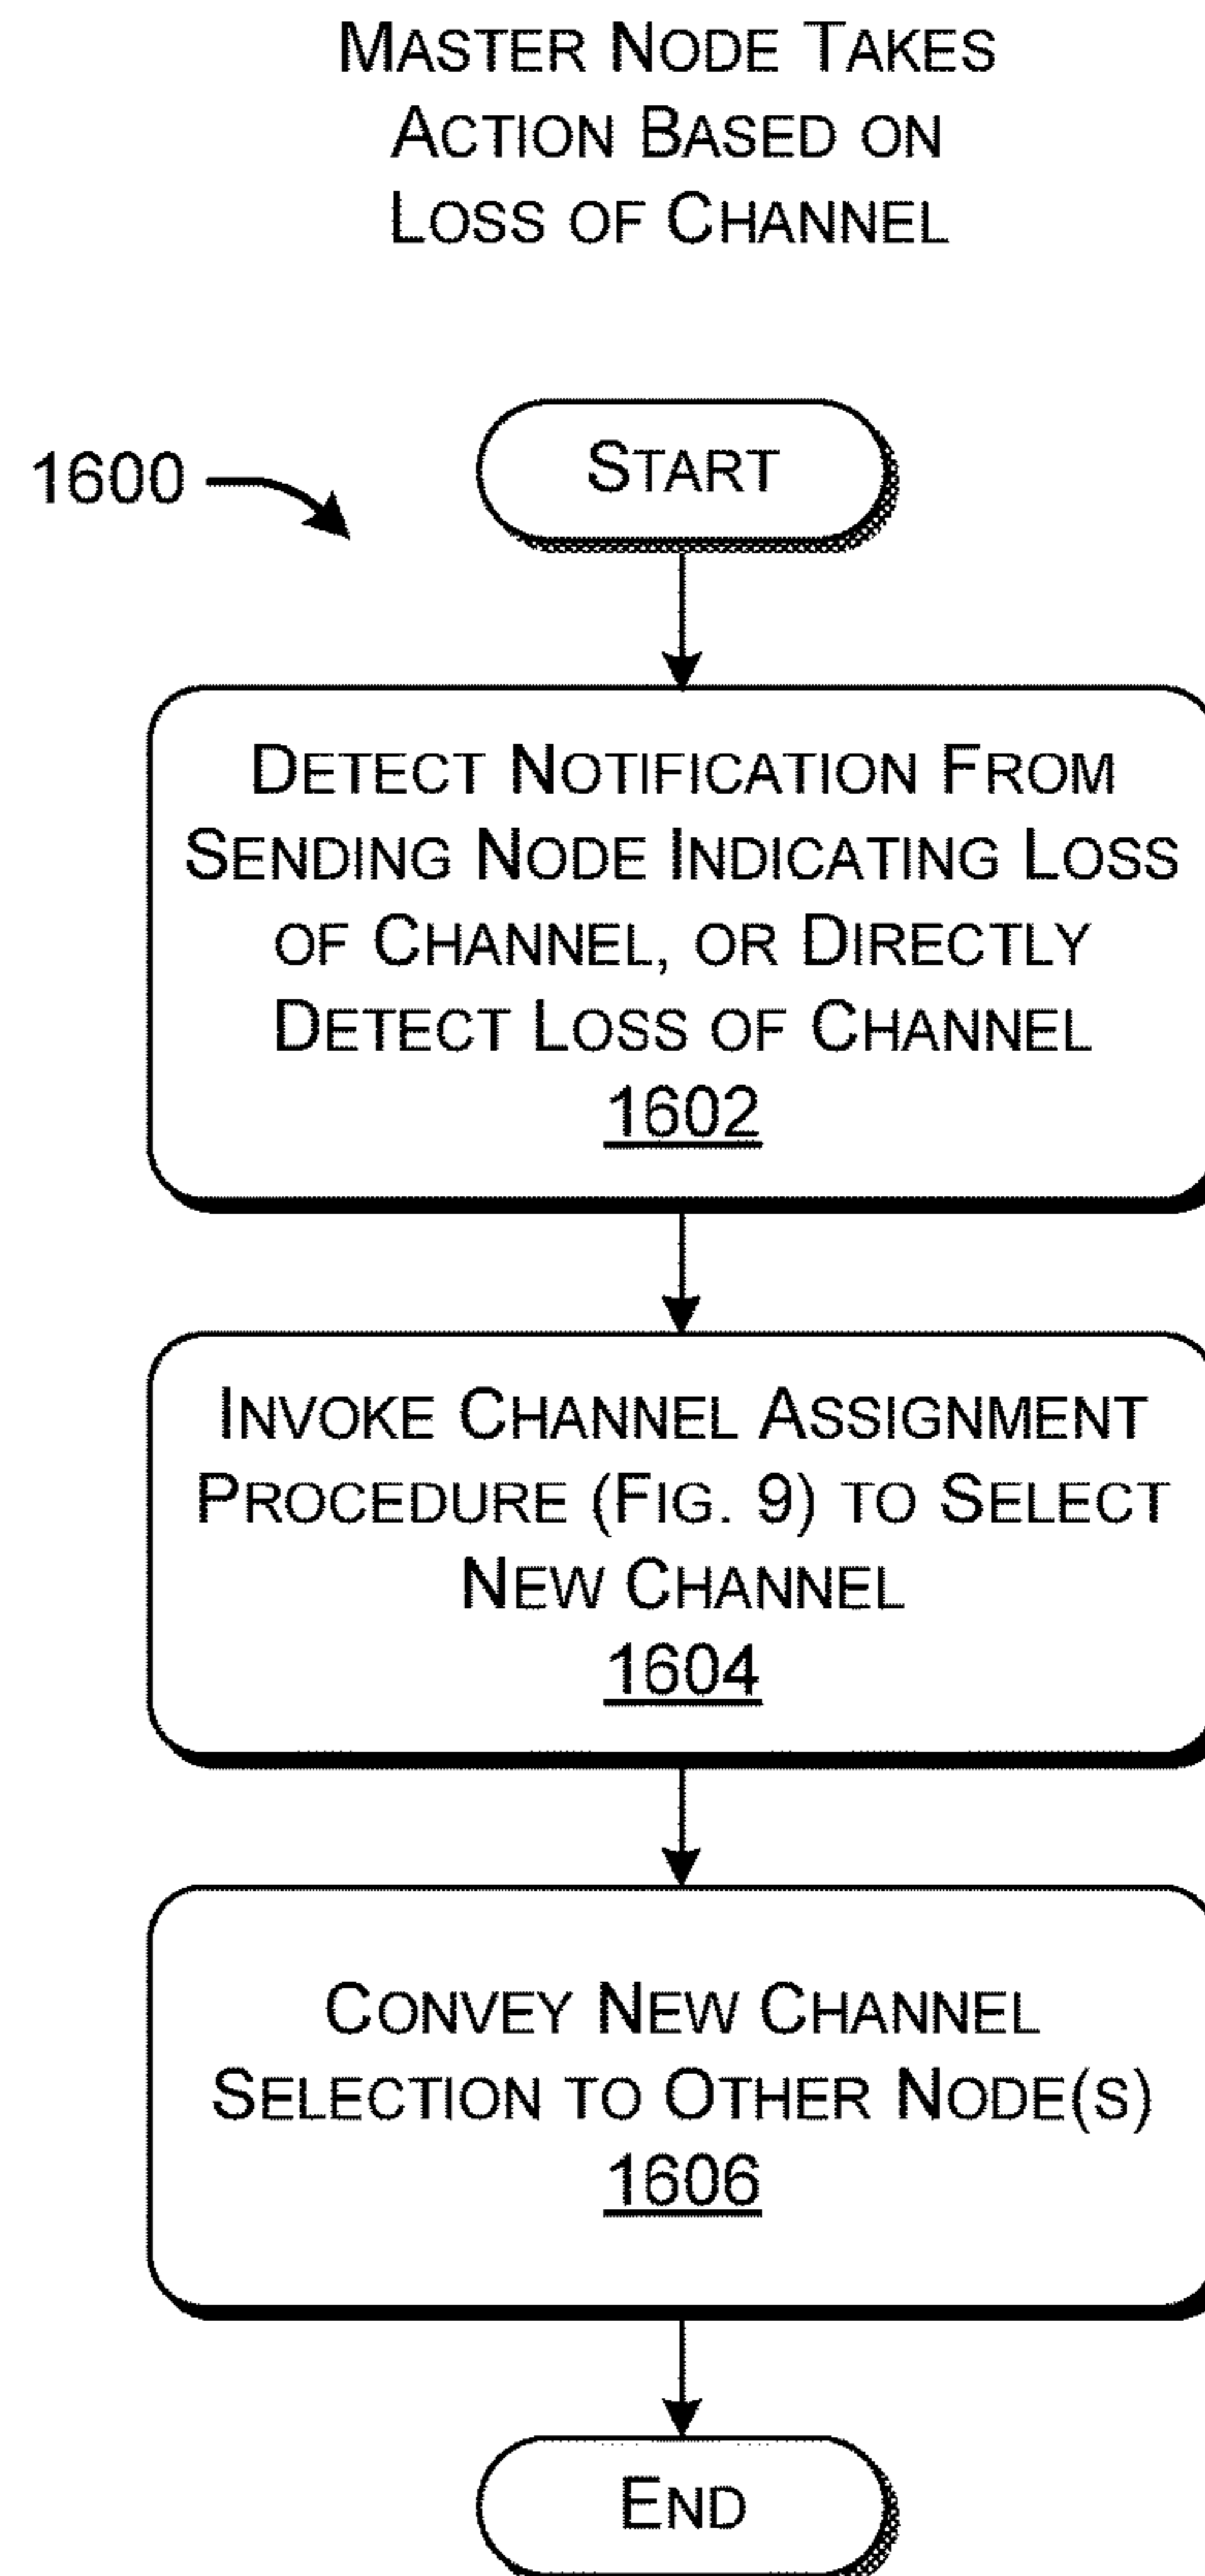 MASTER NODE TAKES
ACTION BASED ON
LOSS OF CHANNEL
1600
START
DETECT NOTIFICATION FROM
SENDING NODE INDICATING LOSS
OF CHANNEL, OR DIRECTLY
DETECT LOSS OF CHANNEL
1602
INVOKE CHANNEL ASSIGNMENT
PROCEDURE (FIG. 9) TO SELECT
NEW CHANNEL
1604
CONVEY NEW CHANNEL
SELECTION TO OTHER NODE(S)
1606
END